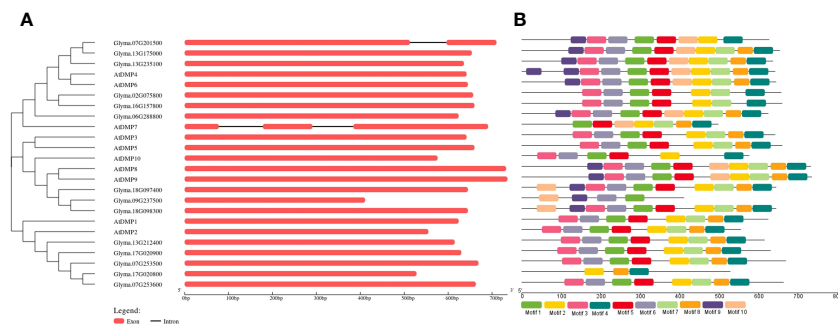 A
B
Glyma.07G201500
Glyma.13G175000
Glyma.13G235100
AtDMP4
AtDMP6
Glyma.02G075800
Glyma.16G157800
Glyma.06G288800
AtDMP7
AtDMP3
AtDMP5
AtDMP10
AtDMP8
AtDMP9
Glyma.18G097400
Glyma.09G237500
Glyma.18G098300
AtDMP1
AtDMP2
Glyma.13G212400
Glyma.17G020900
Glyma.07G253500
Glyma.17G020800
Glyma.07G253600
0bp 100bp 200bp 300bp 400bp 500bp 600bp 700bp
0 100 200 300 400 500 600 700
Legend:
Exon Intron
Motif 1 Motif 2 Motif 3 Motif 4 Motif 5 Motif 6 Motif 7 Motif 8 Motif 9 Motif 10